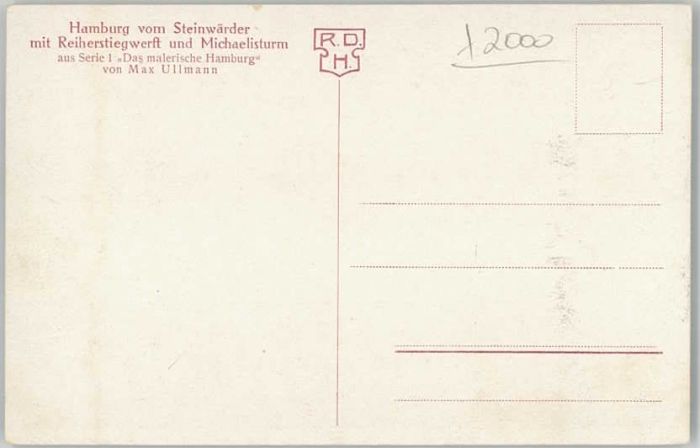 Hamburg vom Steinwärder
mit Reiherstiegwerft und Michaelisturm
aus Serie 1 „Das malerische Hamburg“
von Max Ullmann
R. D.
H.
12000